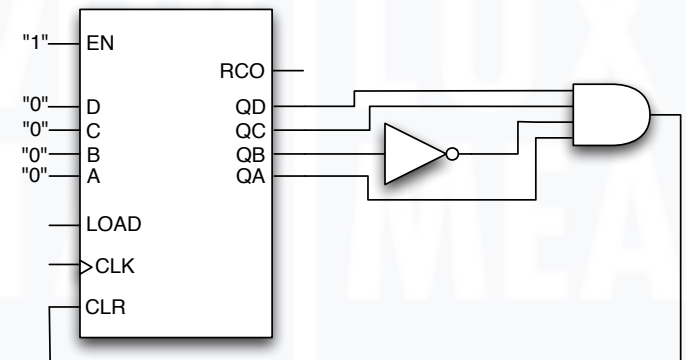 "1" EN
RCO
"0" D QD
"0" C QC
"0" B QB
"0" A QA
LOAD
CLK
CLR